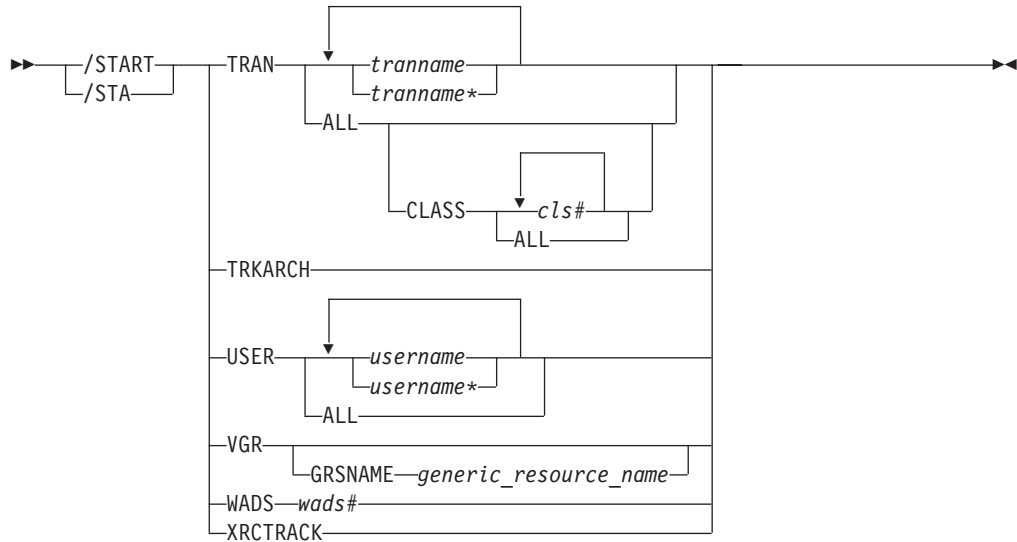 /START TRAN tranname
/STA tranname*
ALL
CLASS cls#
ALL
TRKARCH
USER username
username*
ALL
VGR
GRSNAME generic_resource_name
WADS wads#
XRCTRACK